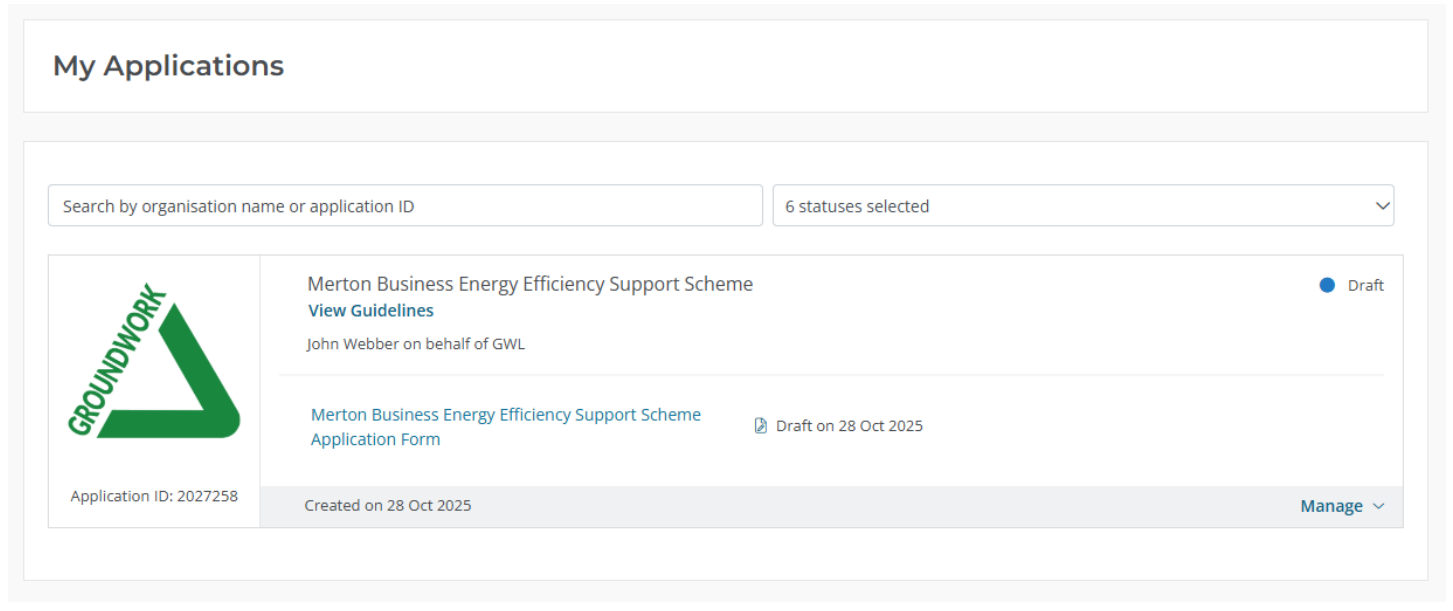 My Applications
Search by organisation name or application ID
6 statuses selected
GROUNDWORK
Merton Business Energy Efficiency Support Scheme
Draft
View Guidelines
John Webber on behalf of GWL
Merton Business Energy Efficiency Support Scheme
Application Form
Draft on 28 Oct 2025
Application ID: 2027258
Created on 28 Oct 2025
Manage